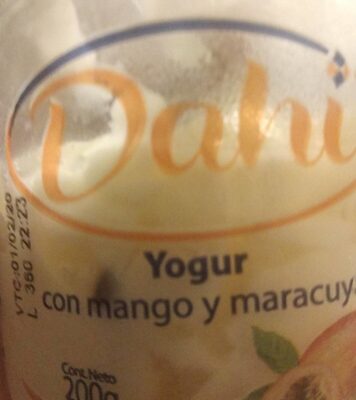 Dahi
Yogur
con mango y maracuy
VTC:01/02/20
L 360 22:23
Cont.Neto
200g